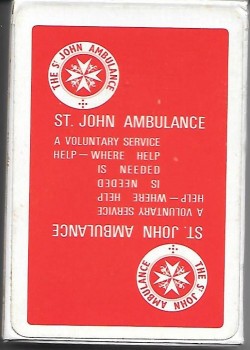 THE Sᵗ JOHN AMBULANCE
ST. JOHN AMBULANCE
A VOLUNTARY SERVICE
HELP — WHERE HELP
IS NEEDED
IS NEEDED
HELP — WHERE HELP
A VOLUNTARY SERVICE
ST. JOHN AMBULANCE
THE Sᵗ JOHN AMBULANCE